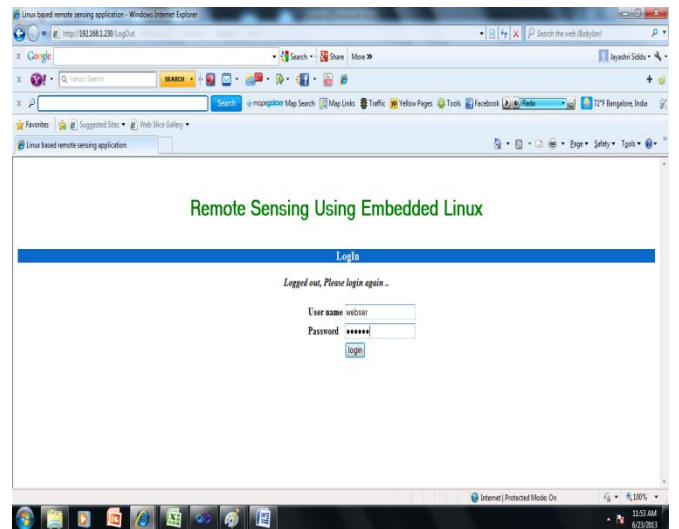 Linux based remote sensing application - Windows Internet Explorer
http://192.168.1.230/LogOut
Search the web (Babylon)
x Google Search Share More » Jayashri Siddu
x Y! Yahoo Search SEARCH
x Search Map Search Map Links Traffic Yellow Pages Tools Facebook Radio 72°F Bangalore, India
Favorites Suggested Sites Web Slice Gallery
Linux based remote sensing application Page Safety Tools
Remote Sensing Using Embedded Linux
LogIn
Logged out, Please login again ..
User name webser
Password ••••••
login
Internet | Protected Mode: On 100%
11:53 AM
6/23/2013